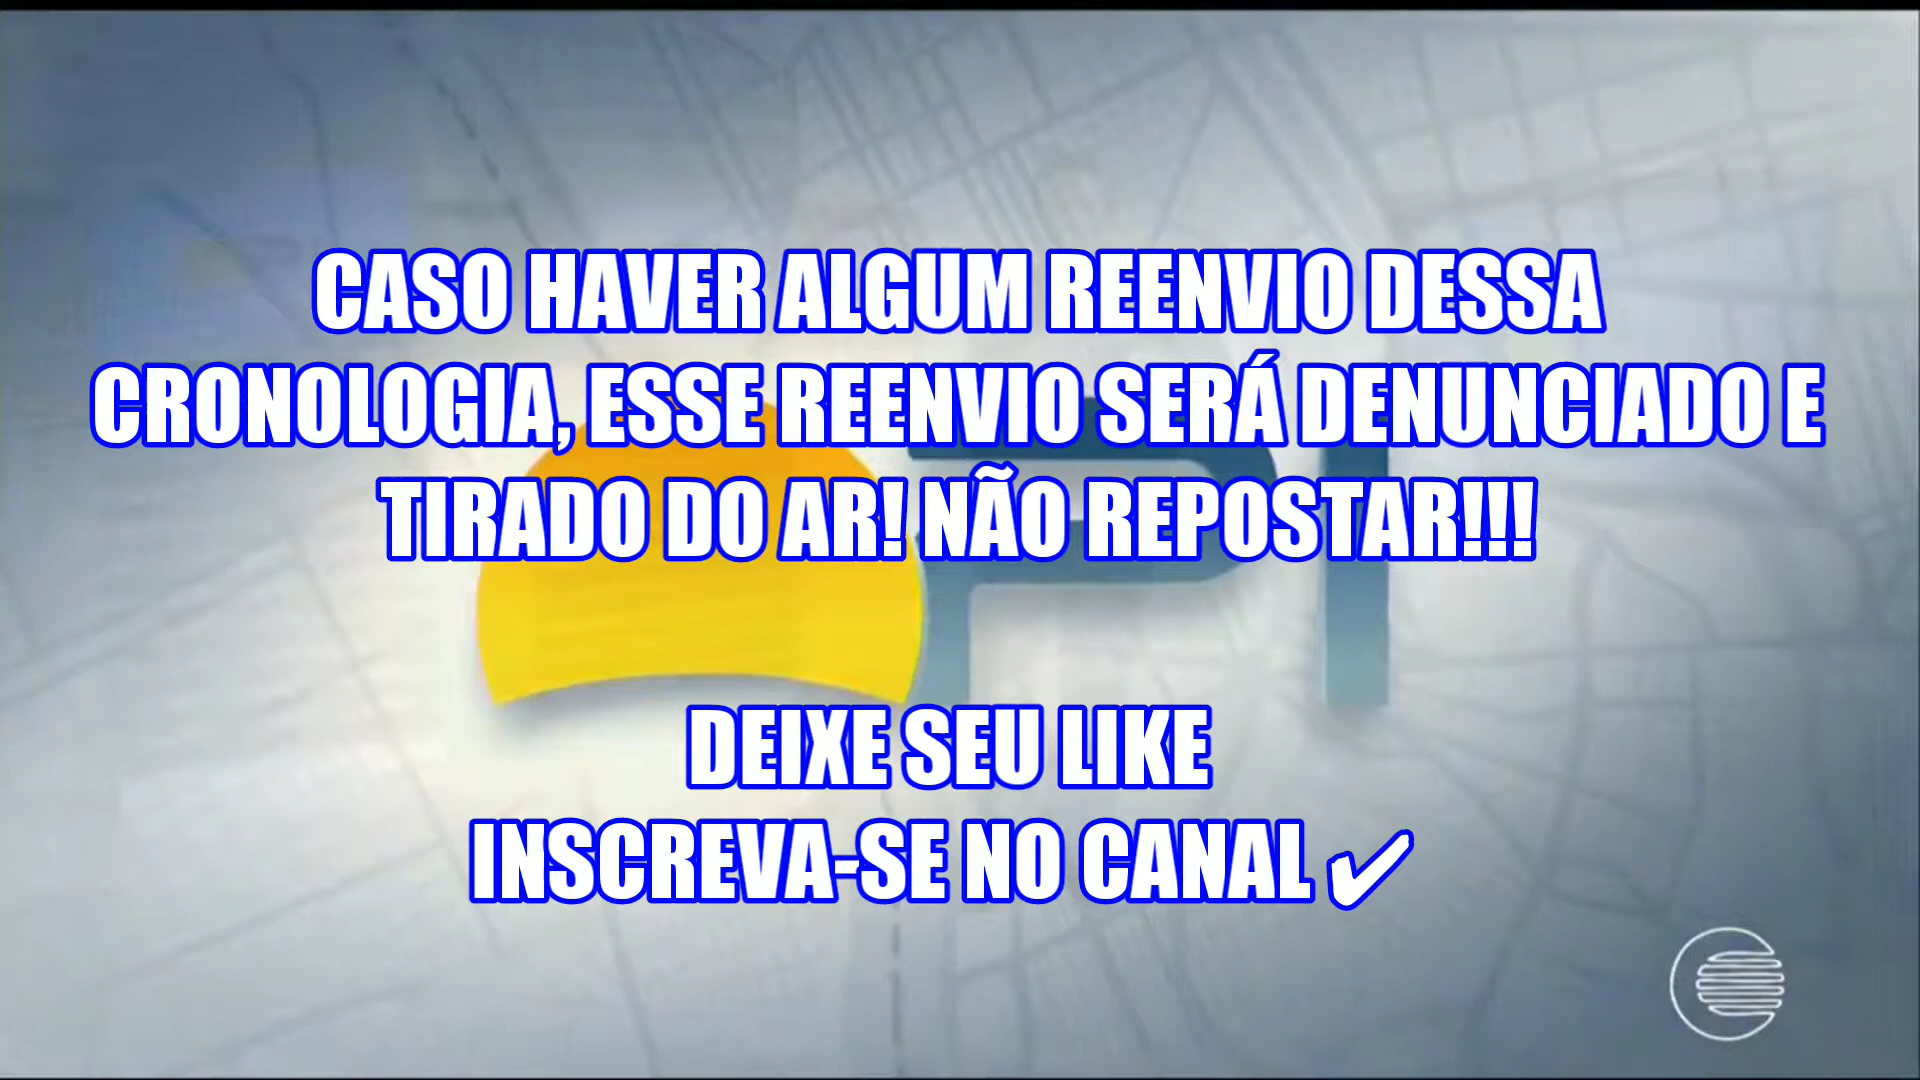 CASO HAVER ALGUM REENVIO DESSA
CRONOLOGIA, ESSE REENVIO SERÁ DENUNCIADO E
TIRADO DO AR! NÃO REPOSTAR!!!
PI
DEIXE SEU LIKE
INSCREVA-SE NO CANAL ✔